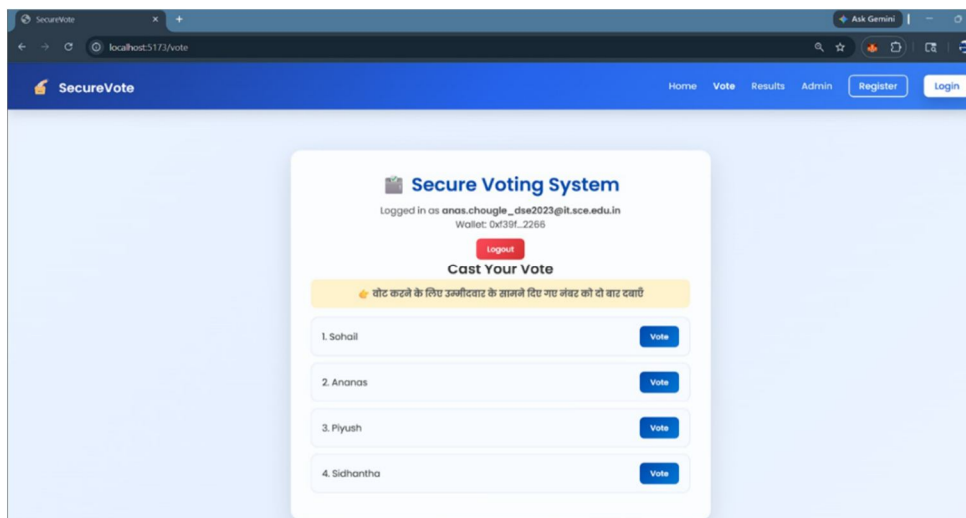 SecureVote
Ask Gemini
localhost:5173/vote
SecureVote
Home Vote Results Admin Register Login
Secure Voting System
Logged in as anas.chougle_dse2023@it.sce.edu.in
Wallet: 0xf39f...2266
Logout
Cast Your Vote
वोट करने के लिए उम्मीदवार के सामने दिए गए नंबर को दो बार दबाएँ
1. Sohail Vote
2. Ananas Vote
3. Piyush Vote
4. Sidhantha Vote